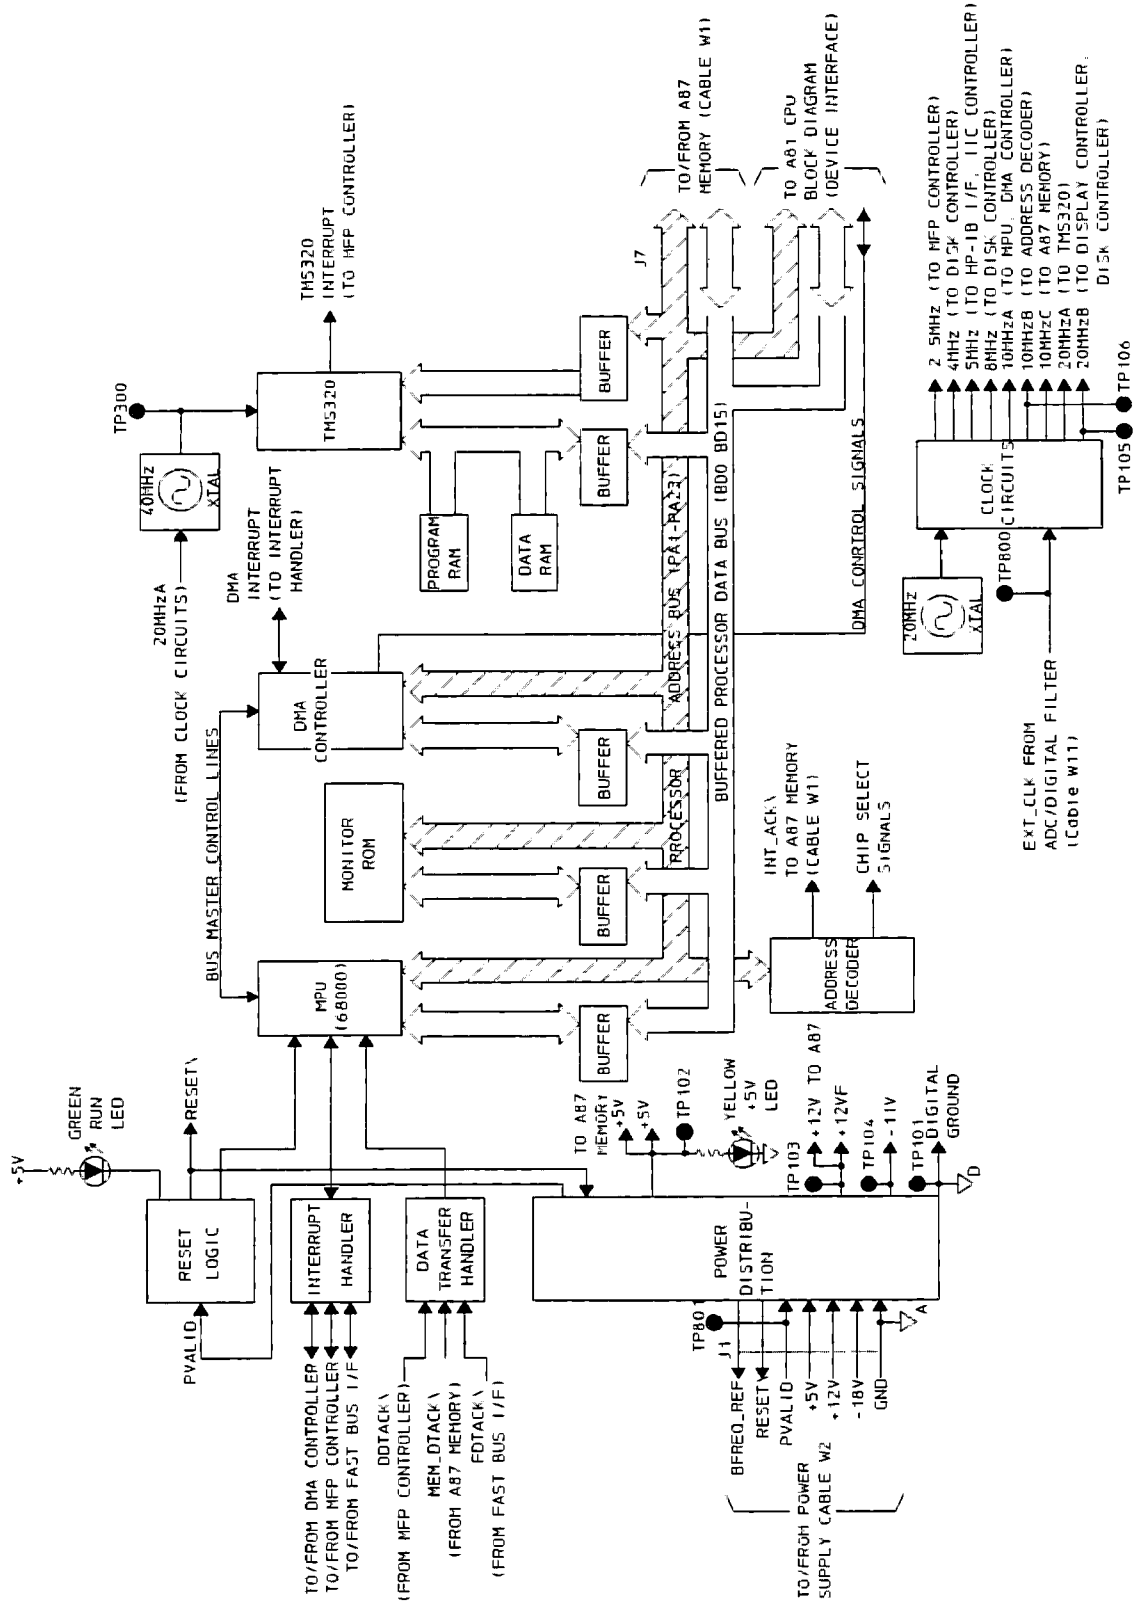 +5V
GREEN
RUN
LED
RESET\
RESET
LOGIC
PVALID
INTERRUPT
HANDLER
TO/FROM DMA CONTROLLER
TO/FROM MFP CONTROLLER
TO/FROM FAST BUS I/F
DATA
TRANSFER
HANDLER
DDTACK\
(FROM MFP CONTROLLER)
MEM_DTACK\
(FROM A87 MEMORY)
FDTACK\
(FROM FAST BUS I/F)
BUS MASTER CONTROL LINES
MPU
(68000)
MONITOR
ROM
DMA
CONTROLLER
DMA
INTERRUPT
(TO INTERRUPT
HANDLER)
20MHzA
(FROM CLOCK CIRCUITS)
40MHz
XTAL
TP300
TMS320
TMS320
INTERRUPT
(TO MFP CONTROLLER)
PROGRAM
RAM
DATA
RAM
BUFFER
BUFFER
BUFFER
BUFFER
BUFFER
PROCESSOR ADDRESS BUS (PA1-PA23)
BUFFERED PROCESSOR DATA BUS (BD0 BD15)
DMA CONRTROL SIGNALS
J7
TO/FROM A87
MEMORY (CABLE W1)
TO A81 CPU
BLOCK DIAGRAM
(DEVICE INTERFACE)
ADDRESS
DECODER
INT_ACK\
TO A87 MEMORY
(CABLE W1)
CHIP SELECT
SIGNALS
POWER
DISTRIBU-
TION
TO A87
MEMORY
+5V
+5V
TP102
YELLOW
+5V
LED
TP103
+12V TO A87
+12VF
TP104
-11V
TP101
DIGITAL
GROUND
D
TP801
J1
A
BFREQ_REF
RESET\
PVALID
+5V
+12V
-18V
GND
TO/FROM POWER
SUPPLY CABLE W2
20MHz
XTAL
TP800
EXT_CLK FROM
ADC/DIGITAL FILTER
(Cable W11)
CLOCK
CIRCUITS
2 5MHz (TO MFP CONTROLLER)
4MHz (TO DISK CONTROLLER)
5MHz (TO HP-IB I/F, IIC CONTROLLER)
8MHz (TO DISK CONTROLLER)
10MHzA (TO MPU, DMA CONTROLLER)
10MHzB (TO ADDRESS DECODER)
10MHzC (TO A87 MEMORY)
20MHzA (TO TMS320)
20MHzB (TO DISPLAY CONTROLLER,
DISK CONTROLLER)
TP105
TP106